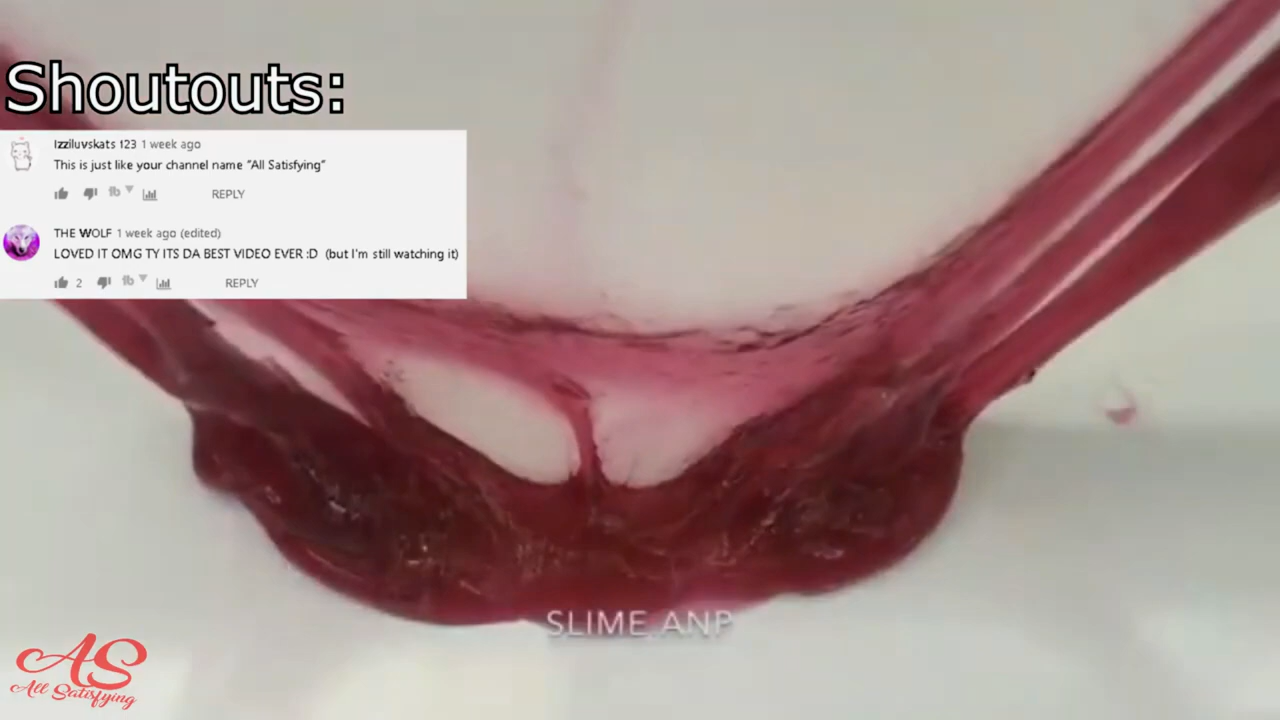 Shoutouts:
Izziluvskats 123 1 week ago
This is just like your channel name "All Satisfying"
REPLY
THE WOLF 1 week ago (edited)
LOVED IT OMG TY ITS DA BEST VIDEO EVER :D (but I'm still watching it)
2 REPLY
SLIME.ANP
AS
All Satisfying